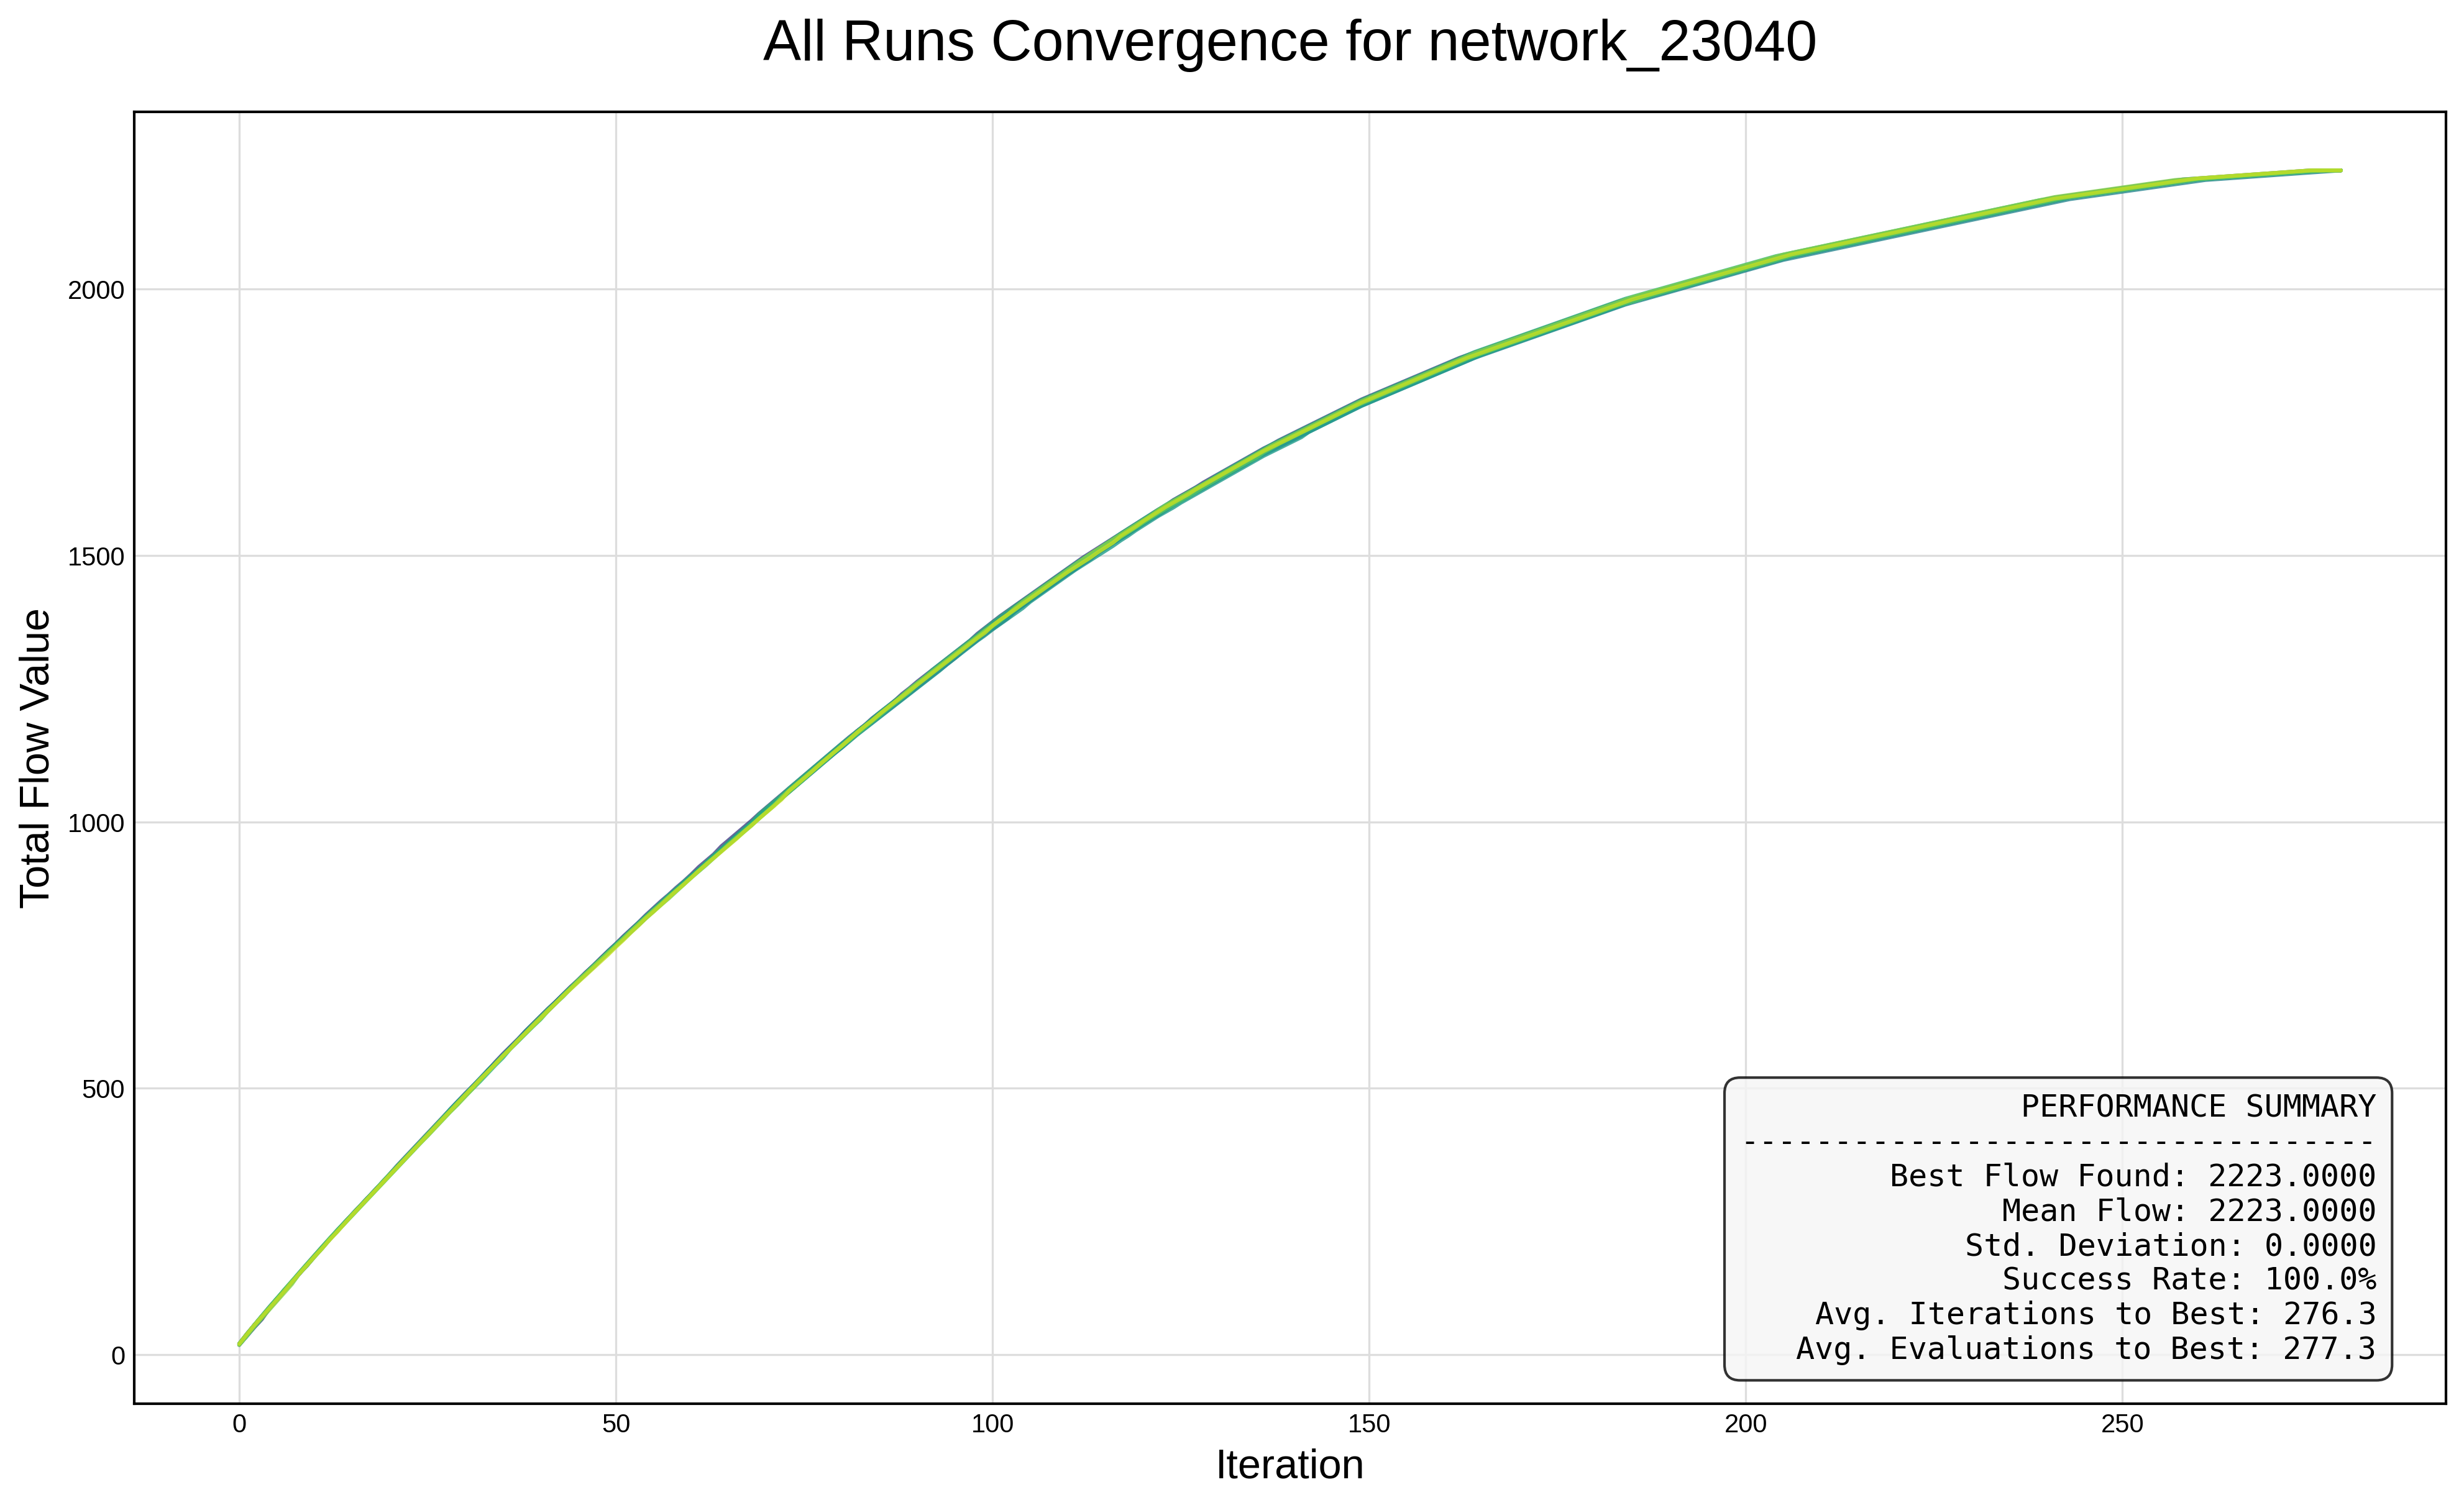 All Runs Convergence for network_23040
Total Flow Value
2000
1500
1000
500
0
0 50 100 150 200 250
Iteration
PERFORMANCE SUMMARY
----------------------------------
Best Flow Found: 2223.0000
Mean Flow: 2223.0000
Std. Deviation: 0.0000
Success Rate: 100.0%
Avg. Iterations to Best: 276.3
Avg. Evaluations to Best: 277.3